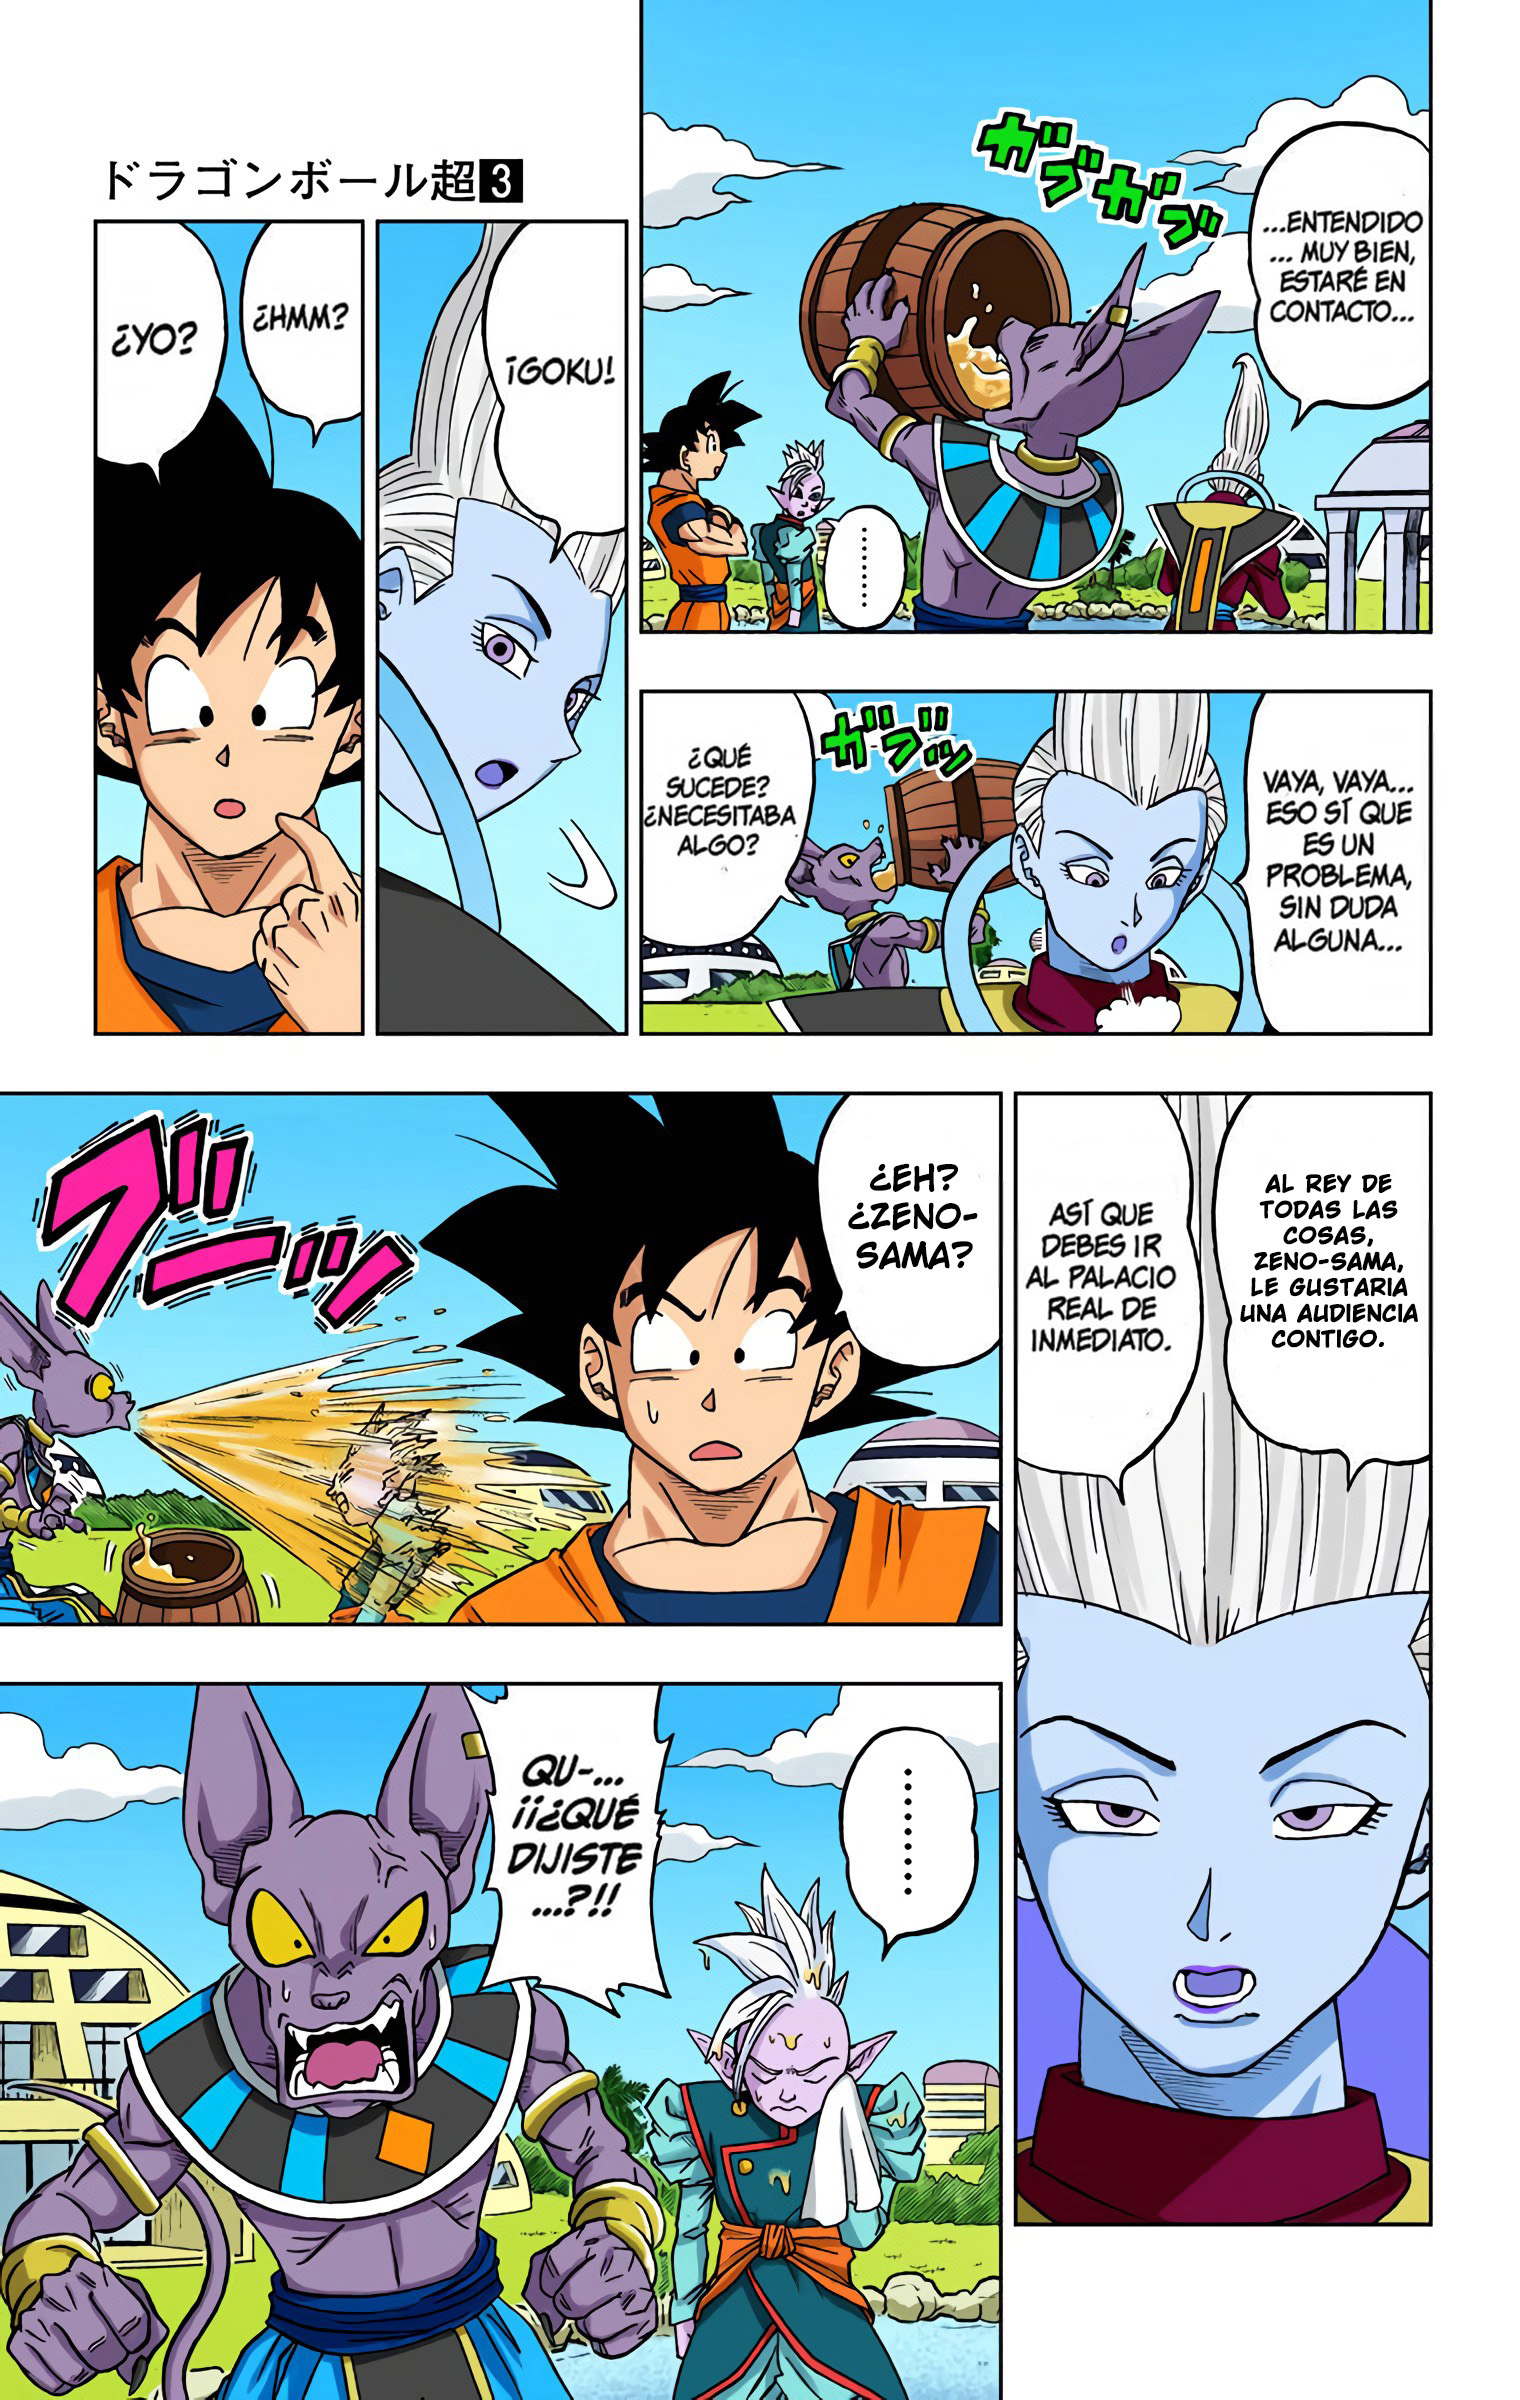 ドラゴンボール超3
ガブガブ
...ENTENDIDO
... MUY BIEN,
ESTARÉ EN
CONTACTO...
.......
VAYA, VAYA...
ESO SÍ QUE
ES UN
PROBLEMA,
SIN DUDA
ALGUNA...
ガブッ
¿QUÉ
SUCEDE?
¿NECESITABA
ALGO?
¡GOKU!
¿HMM?
¿YO?
AL REY DE
TODAS LAS
COSAS,
ZENO-SAMA,
LE GUSTARIA
UNA AUDIENCIA
CONTIGO.
ASÍ QUE
DEBES IR
AL PALACIO
REAL DE
INMEDIATO.
¿EH?
¿ZENO-
SAMA?
ブーッ
.........
QU-...
¡¡¿QUÉ
DIJISTE
...?!!